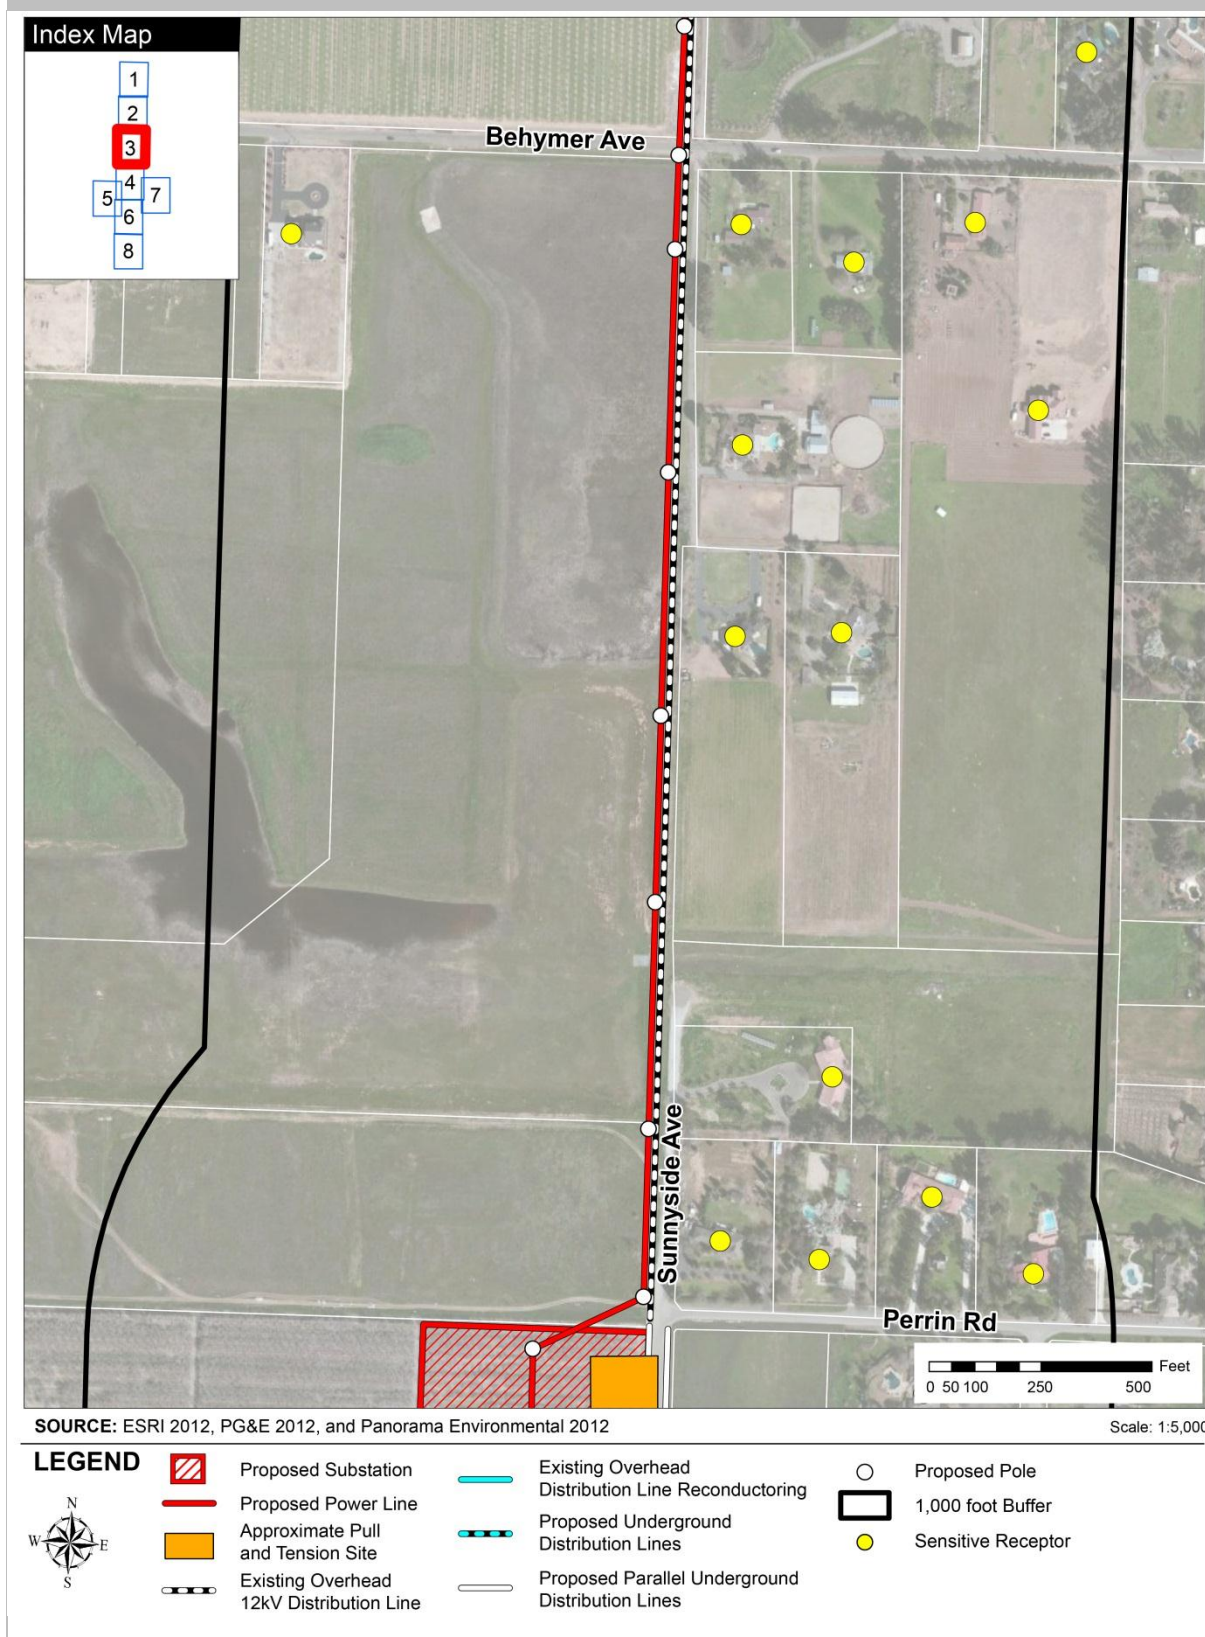 Index Map
1
2
3
4
5
7
6
8
Behymer Ave
Sunnyside Ave
Perrin Rd
Feet
0 50 100 250 500
SOURCE: ESRI 2012, PG&E 2012, and Panorama Environmental 2012
Scale: 1:5,000
LEGEND
N
W
E
S
Proposed Substation
Proposed Power Line
Approximate Pull
and Tension Site
Existing Overhead
12kV Distribution Line
Existing Overhead
Distribution Line Reconductoring
Proposed Underground
Distribution Lines
Proposed Parallel Underground
Distribution Lines
Proposed Pole
1,000 foot Buffer
Sensitive Receptor